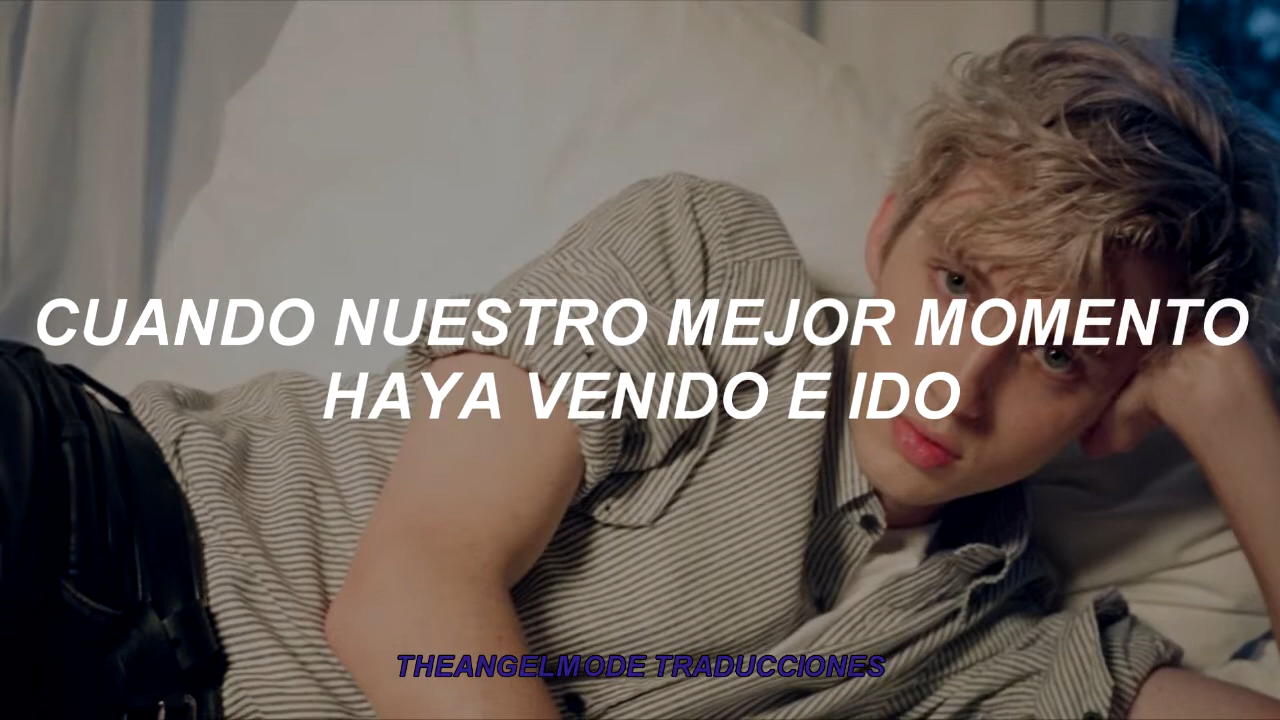 CUANDO NUESTRO MEJOR MOMENTO
HAYA VENIDO E IDO
THEANGELMODE TRADUCCIONES